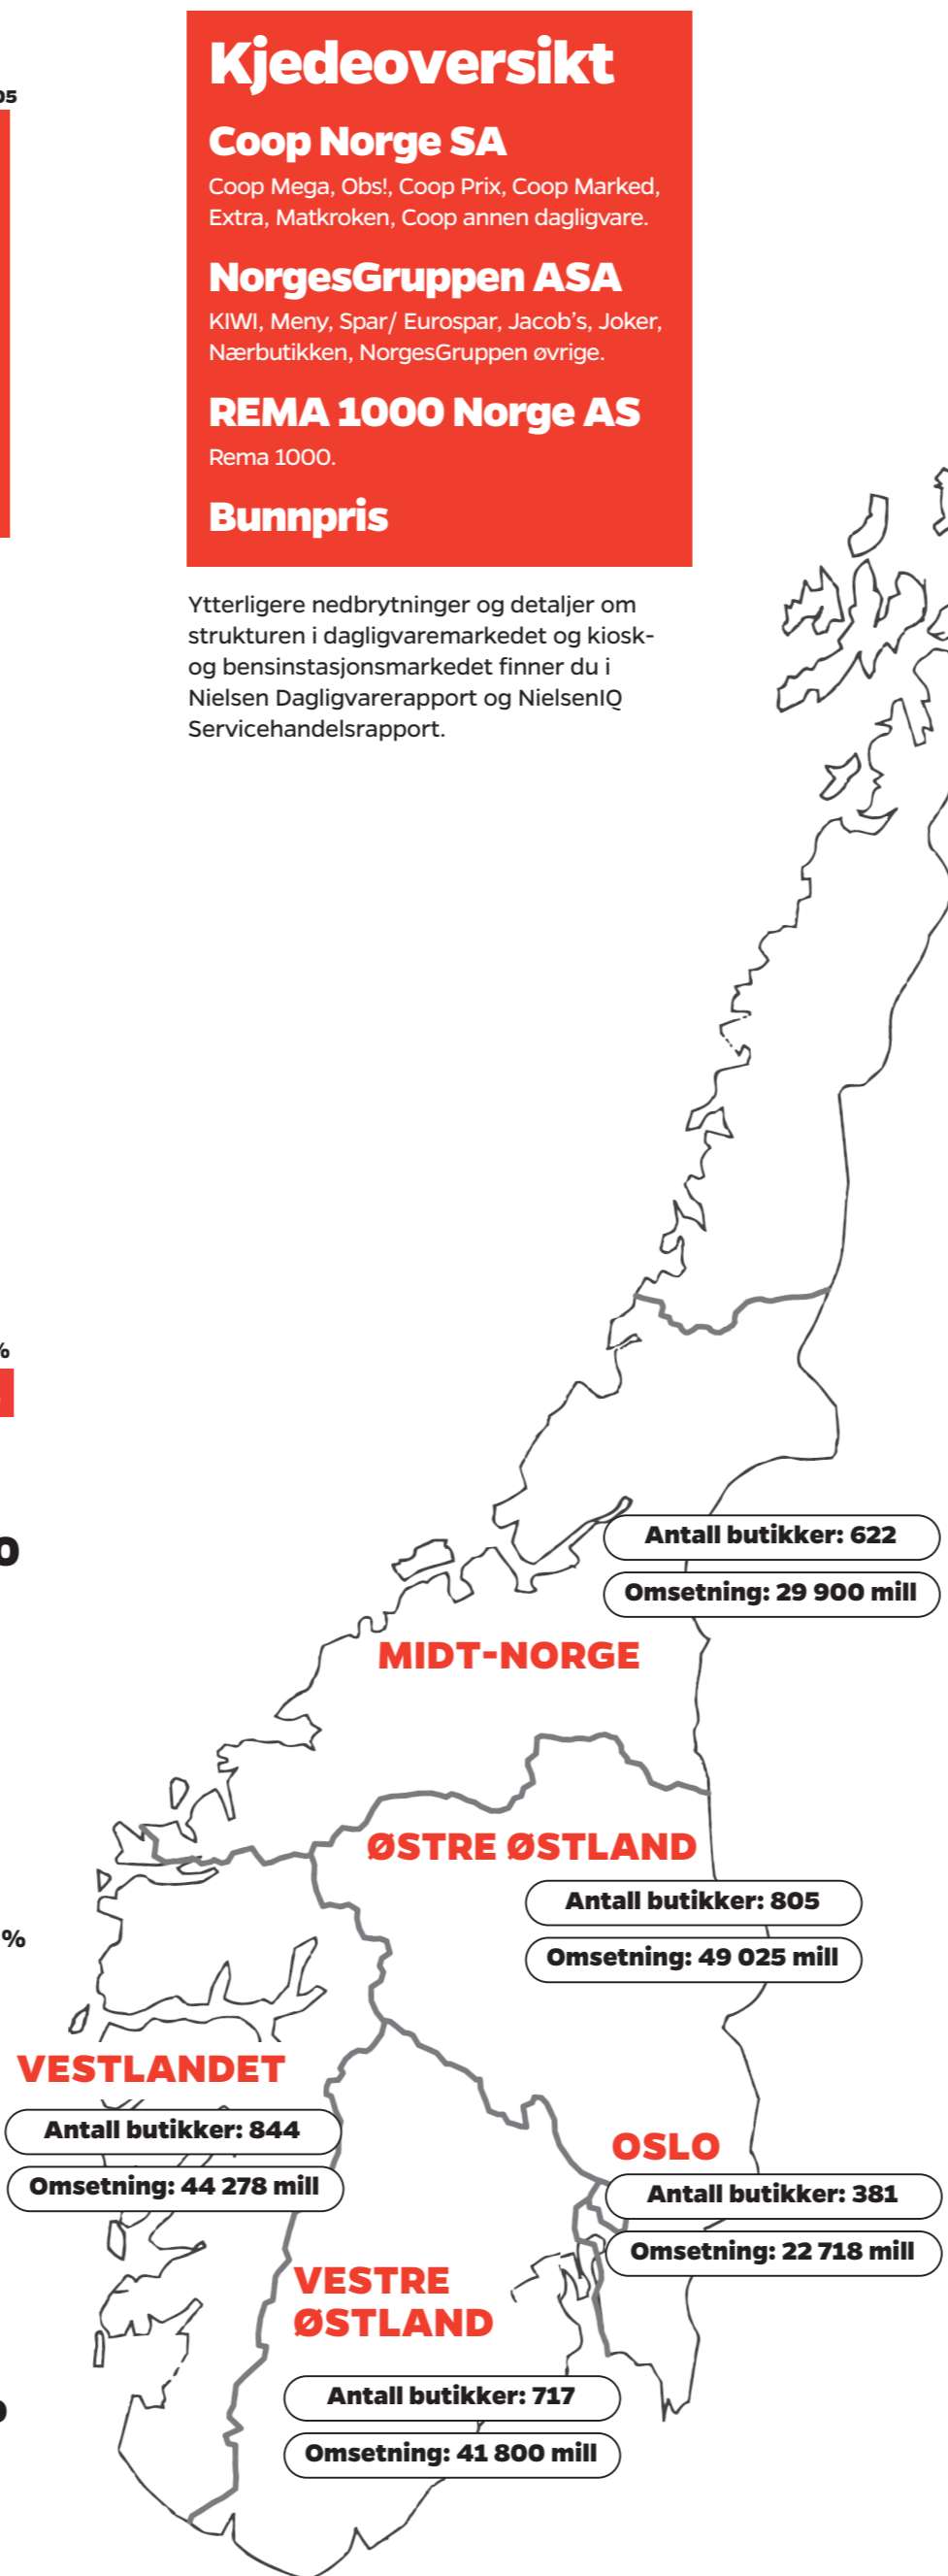 05
Kjedeoversikt
Coop Norge SA
Coop Mega, Obs!, Coop Prix, Coop Marked,
Extra, Matkroken, Coop annen dagligvare.
NorgesGruppen ASA
KIWI, Meny, Spar/ Eurospar, Jacob's, Joker,
Nærbutikken, NorgesGruppen øvrige.
REMA 1000 Norge AS
Rema 1000.
Bunnpris
Ytterligere nedbrytninger og detaljer om
strukturen i dagligvaremarkedet og kiosk-
og bensinstasjonsmarkedet finner du i
Nielsen Dagligvarerapport og NielsenIQ
Servicehandelsrapport.
%
Antall butikker: 622
Omsetning: 29 900 mill
MIDT-NORGE
ØSTRE ØSTLAND
Antall butikker: 805
%
Omsetning: 49 025 mill
VESTLANDET
Antall butikker: 844
Omsetning: 44 278 mill
OSLO
Antall butikker: 381
Omsetning: 22 718 mill
VESTRE
ØSTLAND
Antall butikker: 717
Omsetning: 41 800 mill